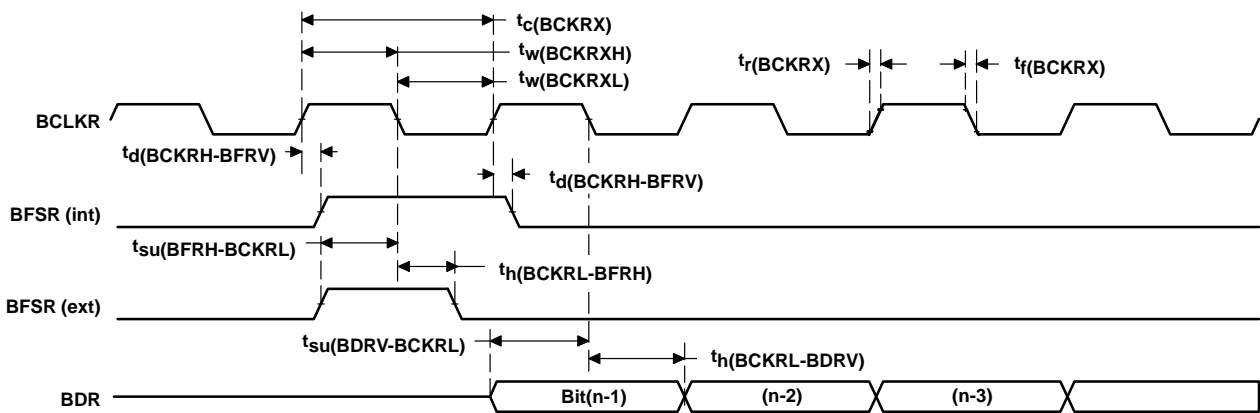 tc(BCKRX)
tw(BCKRXH)
tr(BCKRX)
tf(BCKRX)
tw(BCKRXL)
BCLKR
td(BCKRH-BFRV)
td(BCKRH-BFRV)
BFSR (int)
tsu(BFRH-BCKRL)
th(BCKRL-BFRH)
BFSR (ext)
tsu(BDRV-BCKRL)
th(BCKRL-BDRV)
BDR
Bit(n-1)
(n-2)
(n-3)